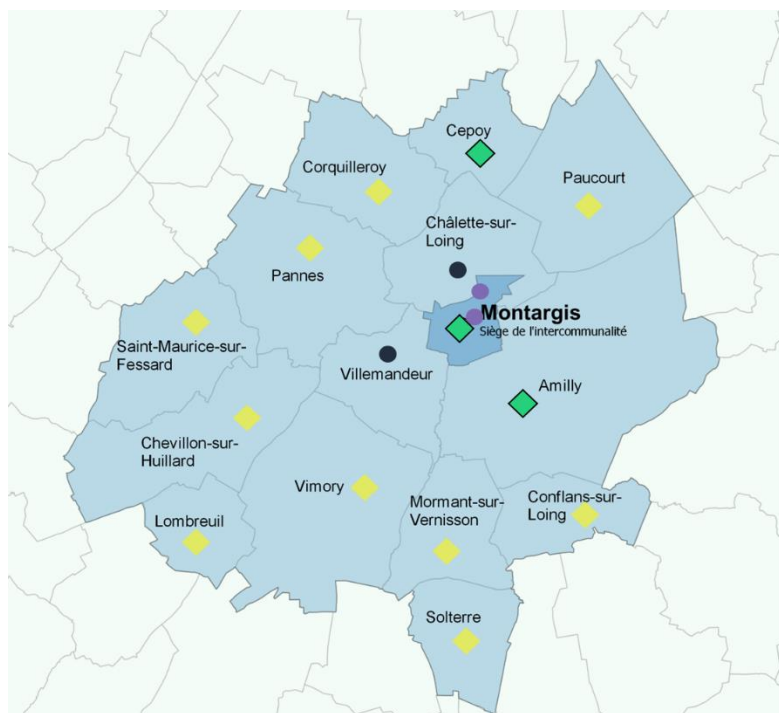 Cepoy
Corquilleroy
Paucourt
Châlette-sur-
Loing
Pannes
Montargis
Siège de l'intercommunalité
Saint-Maurice-sur-
Fessard
Villemandeur
Amilly
Chevillon-sur-
Huillard
Vimory
Mormant-sur-
Vernisson
Conflans-sur-
Loing
Lombreuil
Solterre